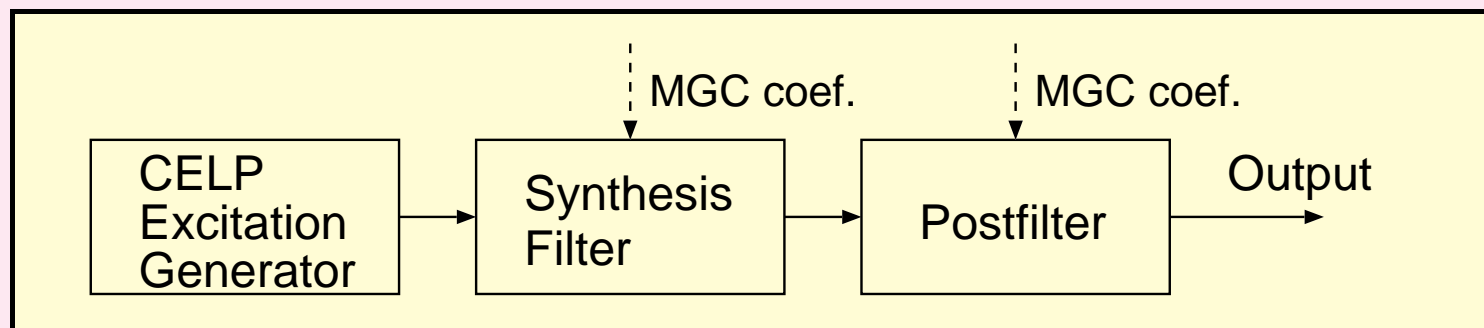 MGC coef.
MGC coef.
CELP
Excitation
Generator
Synthesis
Filter
Postfilter
Output